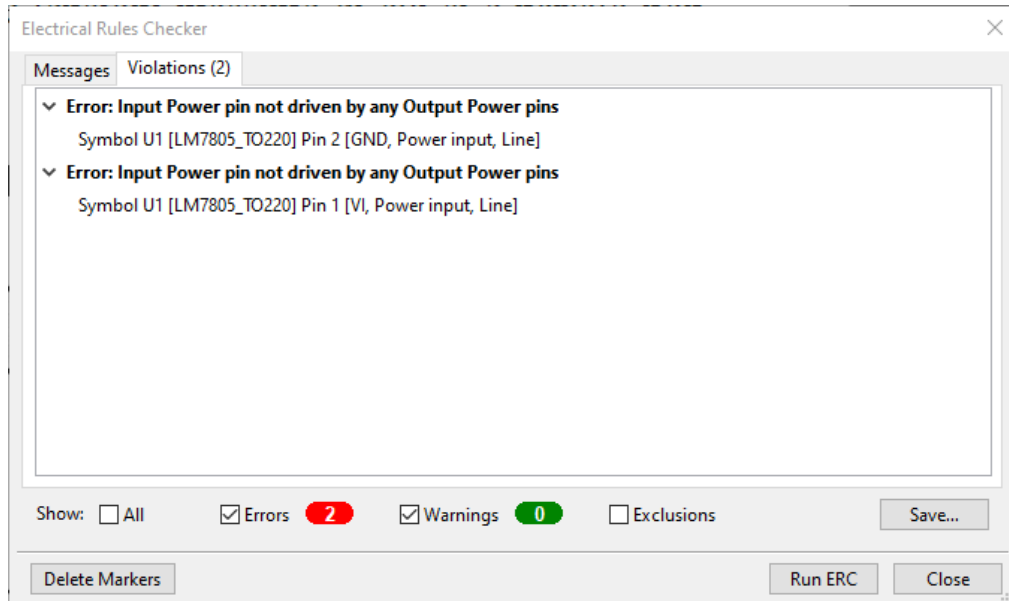 Electrical Rules Checker
Messages Violations (2)
Error: Input Power pin not driven by any Output Power pins
Symbol U1 [LM7805_TO220] Pin 2 [GND, Power input, Line]
Error: Input Power pin not driven by any Output Power pins
Symbol U1 [LM7805_TO220] Pin 1 [VI, Power input, Line]
Show: All Errors 2 Warnings 0 Exclusions Save...
Delete Markers Run ERC Close